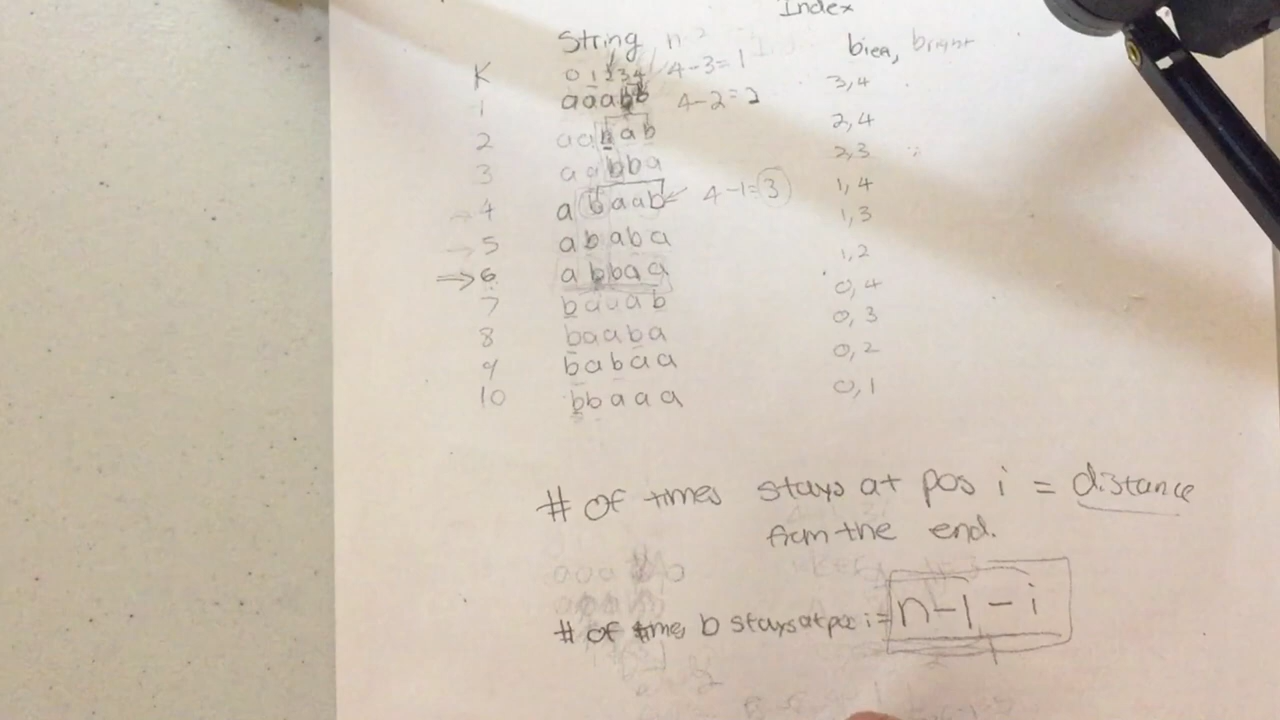 Index
String n-2
bleft, bright
K 0 1 2 3 4 4-3=1
3,4
1 aaabb 4-2=2
2 aabab 2,4
3 aabba 2,3
4 abaab 4-1=3 1,4
5 ababa 1,3
6 abbaa 1,2
7 baaab 0,4
8 baaba 0,3
9 babaa 0,2
10 bbaaa 0,1
# of times stays at pos i = distance
from the end.
# of times b stays at pos i = n-1-i